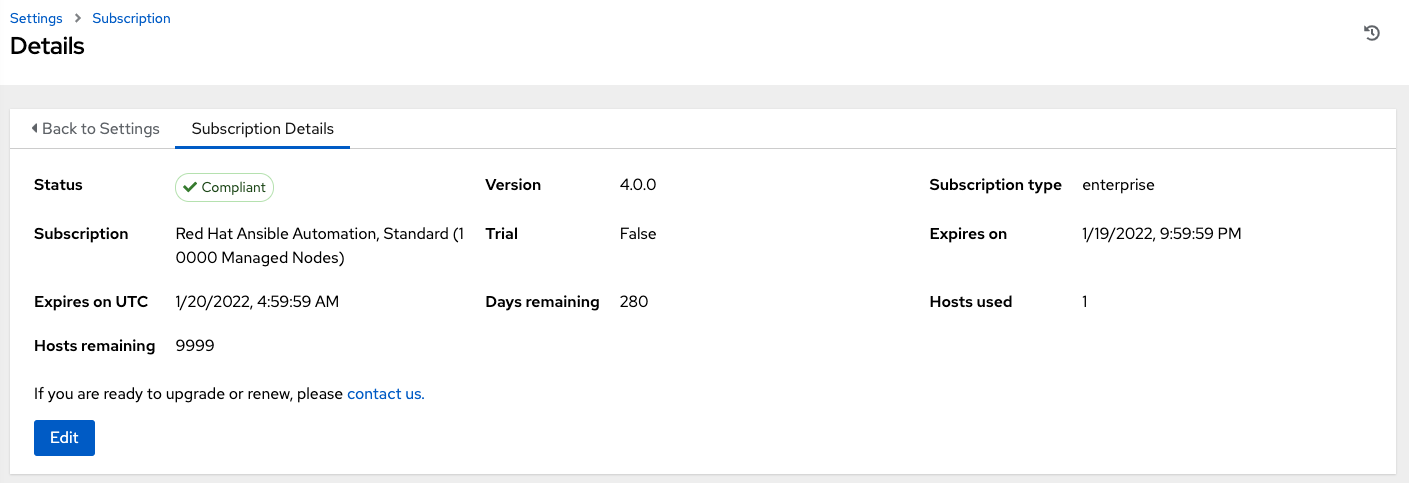 Settings > Subscription
Details
Back to Settings Subscription Details
Status Compliant Version 4.0.0 Subscription type enterprise
Subscription Red Hat Ansible Automation, Standard (1 Trial False Expires on 1/19/2022, 9:59:59 PM
0000 Managed Nodes)
Expires on UTC 1/20/2022, 4:59:59 AM Days remaining 280 Hosts used 1
Hosts remaining 9999
If you are ready to upgrade or renew, please contact us.
Edit